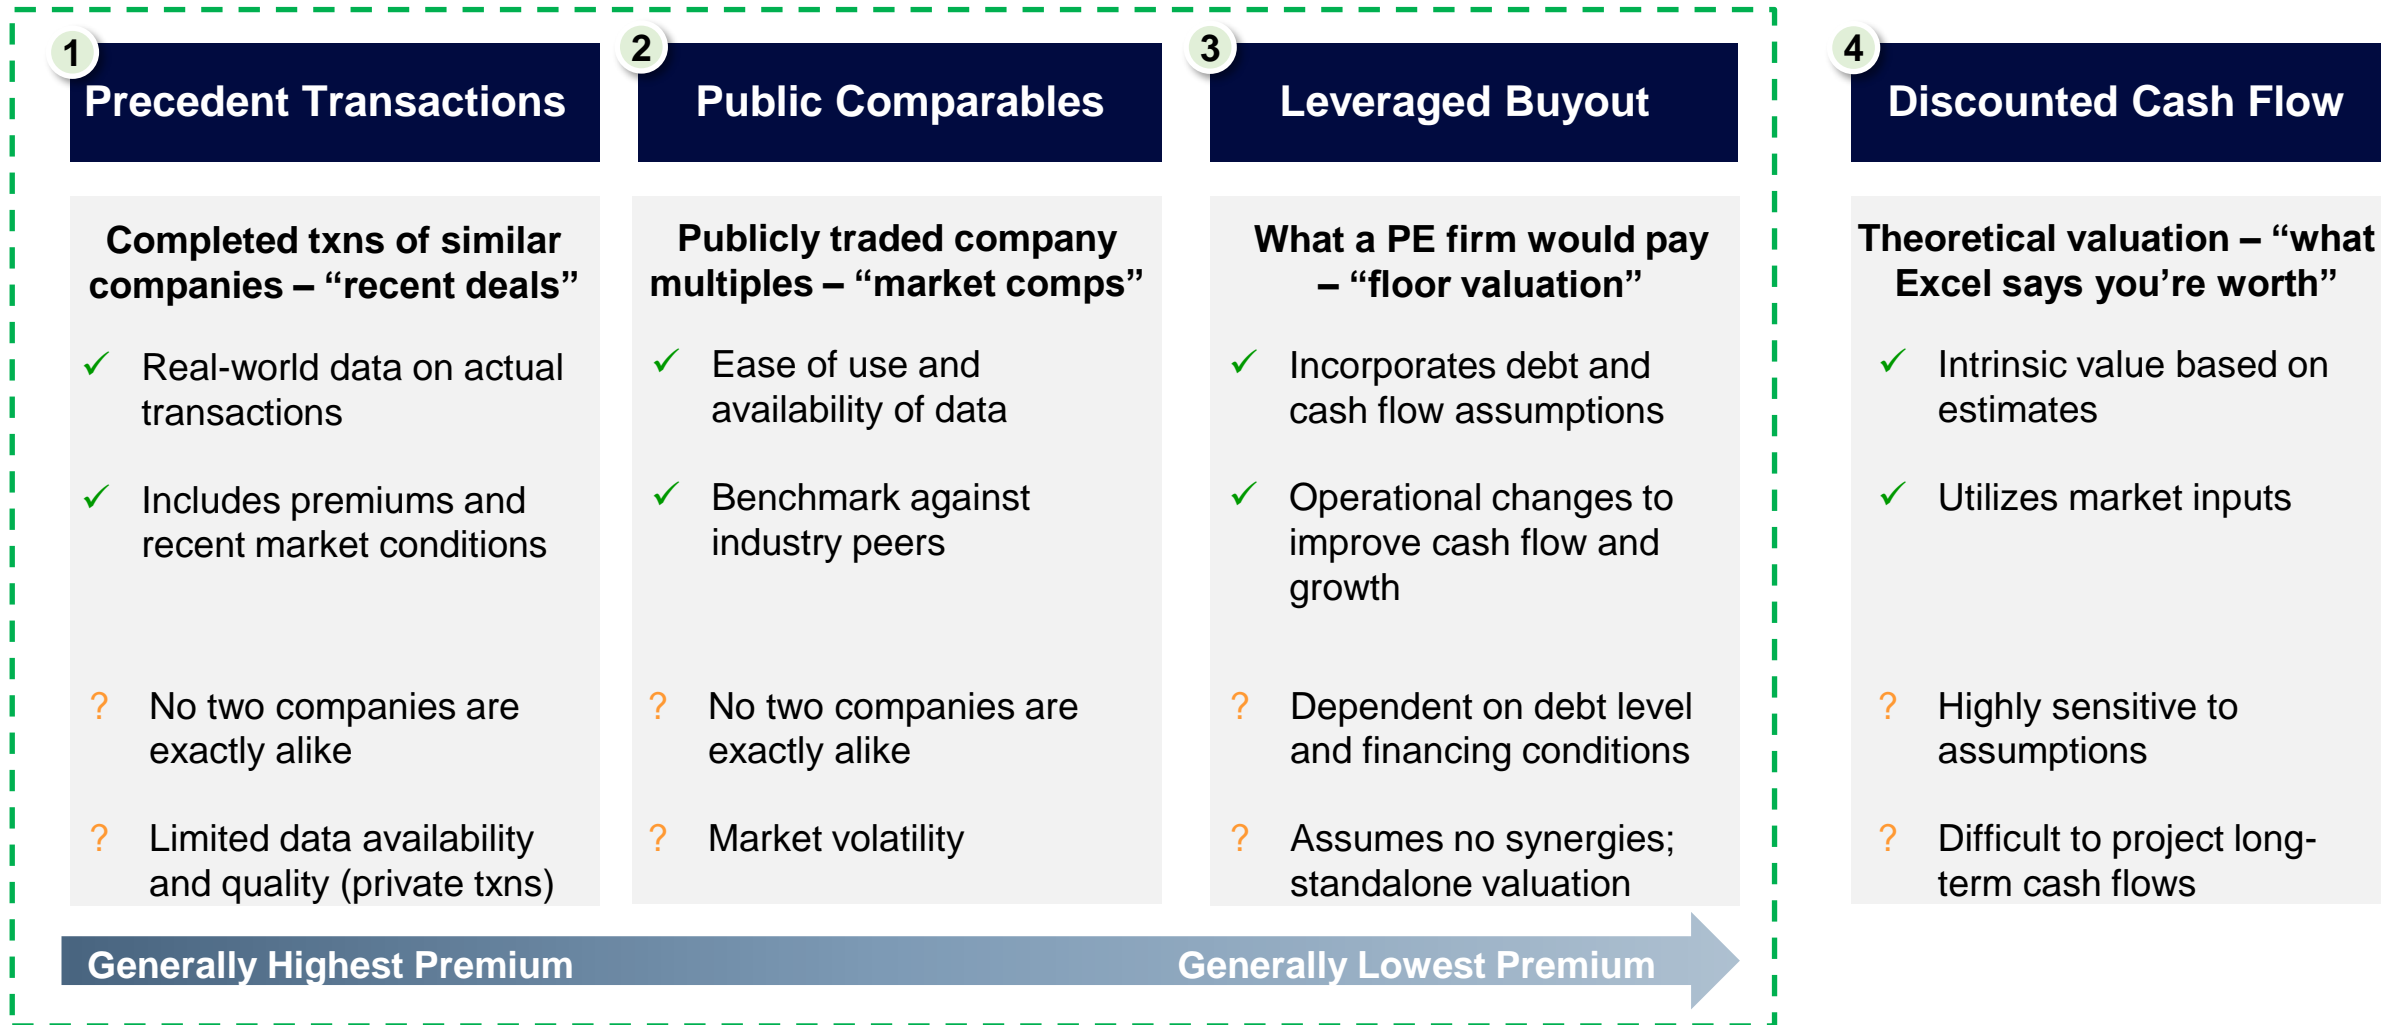 1
Precedent Transactions
Completed txns of similar
companies – “recent deals”
✓ Real-world data on actual
transactions
✓ Includes premiums and
recent market conditions
? No two companies are
exactly alike
? Limited data availability
and quality (private txns)
2
Public Comparables
Publicly traded company
multiples – “market comps”
✓ Ease of use and
availability of data
✓ Benchmark against
industry peers
? No two companies are
exactly alike
? Market volatility
3
Leveraged Buyout
What a PE firm would pay
– “floor valuation”
✓ Incorporates debt and
cash flow assumptions
✓ Operational changes to
improve cash flow and
growth
? Dependent on debt level
and financing conditions
? Assumes no synergies;
standalone valuation
Generally Highest Premium
Generally Lowest Premium
4
Discounted Cash Flow
Theoretical valuation – “what
Excel says you’re worth”
✓ Intrinsic value based on
estimates
✓ Utilizes market inputs
? Highly sensitive to
assumptions
? Difficult to project long-
term cash flows